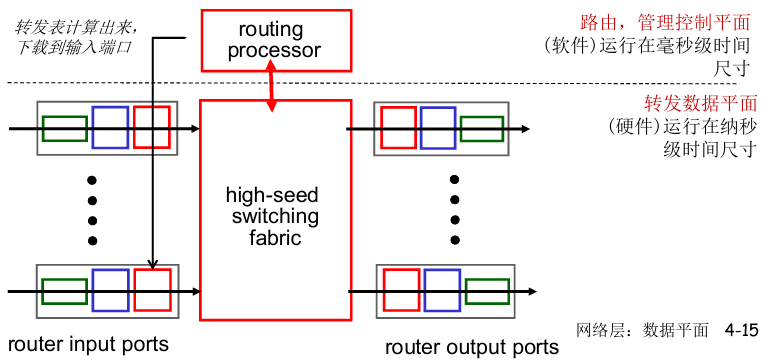 转发表计算出来,
下载到输入端口
routing
processor
路由，管理控制平面
(软件)运行在毫秒级时间
尺寸
转发数据平面
(硬件)运行在纳秒
级时间尺寸
high-seed
switching
fabric
router input ports
router output ports
网络层：数据平面 4-15